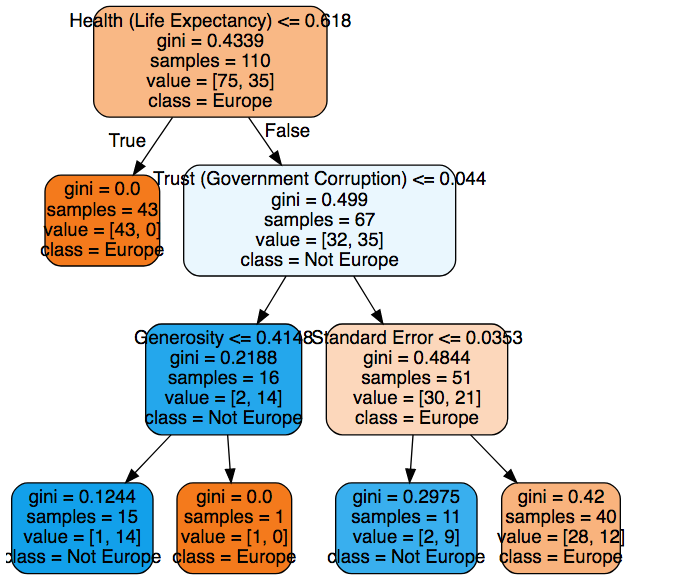 Health (Life Expectancy) <= 0.618
gini = 0.4339
samples = 110
value = [75, 35]
class = Europe
True
False
gini = 0.0
samples = 43
value = [43, 0]
class = Europe
Trust (Government Corruption) <= 0.044
gini = 0.499
samples = 67
value = [32, 35]
class = Not Europe
Generosity <= 0.4148
gini = 0.2188
samples = 16
value = [2, 14]
class = Not Europe
Standard Error <= 0.0353
gini = 0.4844
samples = 51
value = [30, 21]
class = Europe
gini = 0.1244
samples = 15
value = [1, 14]
class = Not Europe
gini = 0.0
samples = 1
value = [1, 0]
class = Europe
gini = 0.2975
samples = 11
value = [2, 9]
class = Not Europe
gini = 0.42
samples = 40
value = [28, 12]
class = Europe